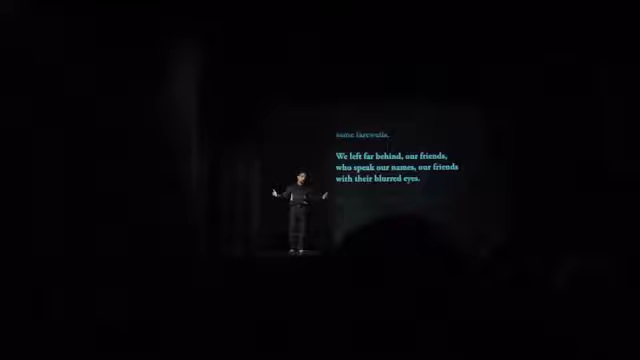 some farewells.
We left far behind, our friends,
who speak our names, our friends
with their blurred eyes.